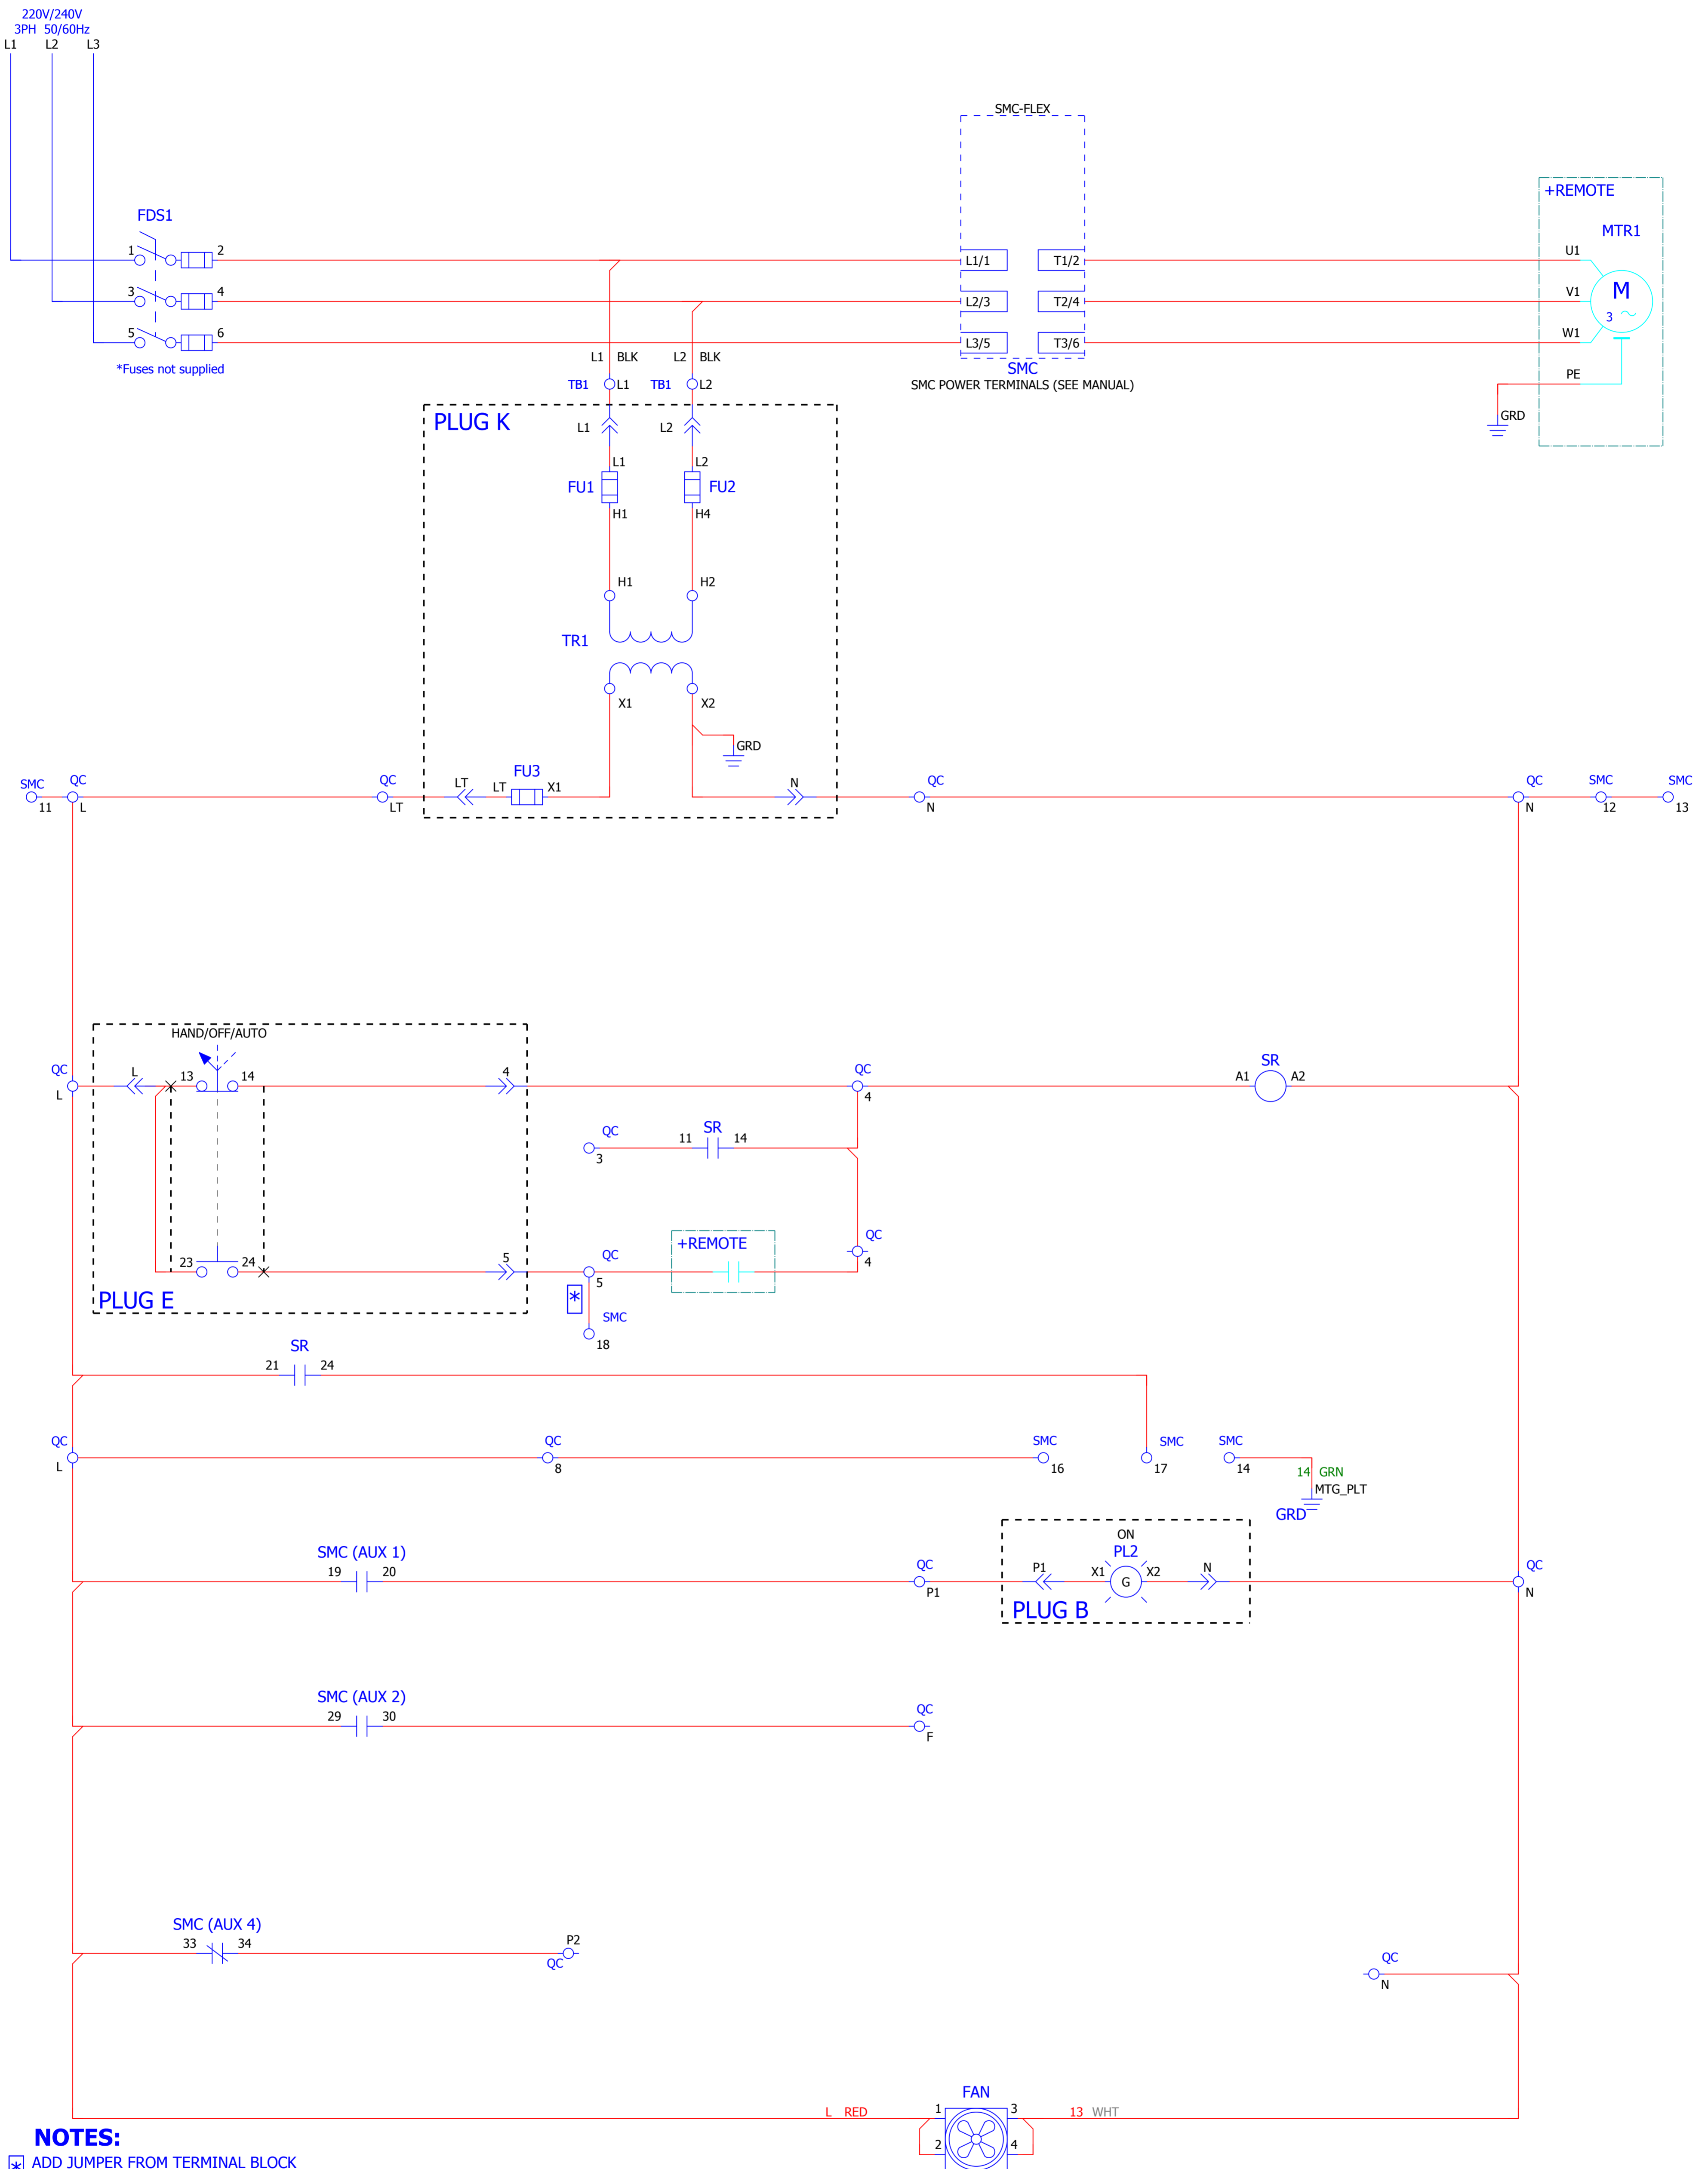 220V/240V
3PH 50/60Hz
L1 L2 L3
SMC-FLEX
+REMOTE
FDS1
MTR1
1 2 L1/1 T1/2 U1
3 4 L2/3 T2/4 V1 M
3
5 6 L3/5 T3/6 W1
*Fuses not supplied
L1 BLK L2 BLK
SMC
SMC POWER TERMINALS (SEE MANUAL)
PE
TB1 L1 TB1 L2
GRD
PLUG K
L1 L2
L1 L2
FU1 FU2
H1 H4
H1 H2
TR1
X1 X2
GRD
SMC QC QC LT LT FU3 X1 N QC QC SMC SMC
11 L LT N N 12 13
HAND/OFF/AUTO
QC L 13 14 4 QC A1 SR A2
L 4
QC 11 SR 14
3
+REMOTE QC
23 24 5 QC 4
5
PLUG E
*
SMC
18
SR
21 24
QC QC SMC SMC SMC
L 8 16 17 14
14 GRN
MTG_PLT
GRD
ON
SMC (AUX 1) PL2
19 20 QC P1 X1 G X2 N QC
P1 N
PLUG B
SMC (AUX 2)
29 30 QC
F
SMC (AUX 4)
33 34 P2
QC
QC
N
FAN
L RED 1 3 13 WHT
2 4
NOTES:
* ADD JUMPER FROM TERMINAL BLOCK